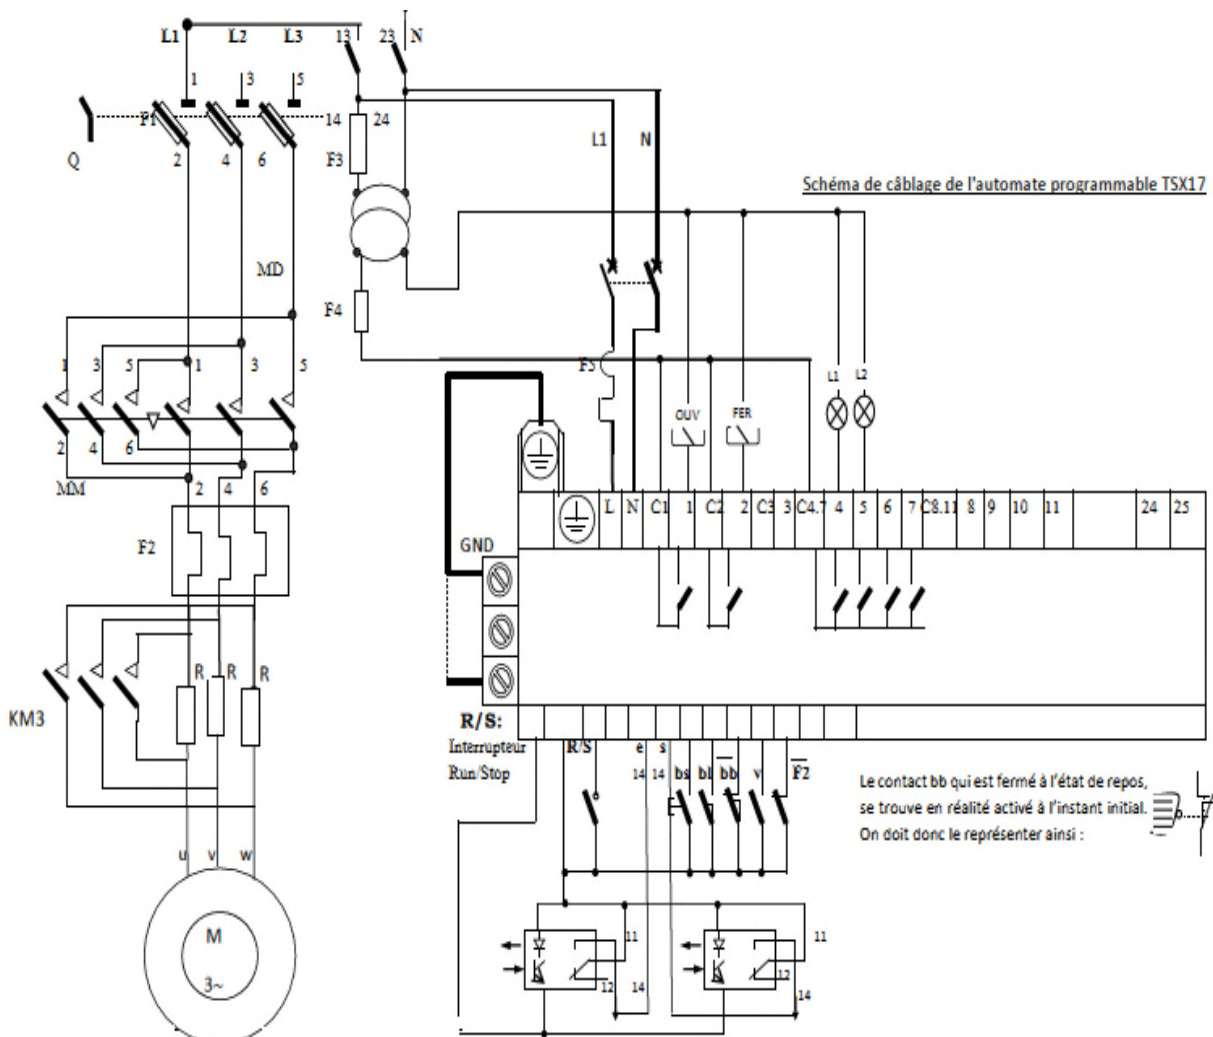 L1 L2 L3 13 23 N
1 3 5
F1 14 24
Q 2 4 6 F3
L1 N
Schéma de câblage de l'automate programmable TSX17
MD
F4
1 3 5 1 3 5
F5
L1 L2
OUV FER
2 4 6
MM 2 4 6
L N C1 1 C2 2 C3 3 C4.7 4 5 6 7 C8.11 8 9 10 11 24 25
F2
GND
R R R
KM3
R/S:
Interrupteur
Run/Stop
R/S e s
14 14 bs bl bb v F2
Le contact bb qui est fermé à l'état de repos,
se trouve en réalité activé à l'instant initial.
On doit donc le représenter ainsi :
u v w
M
3~
11 11
12 14 12 14